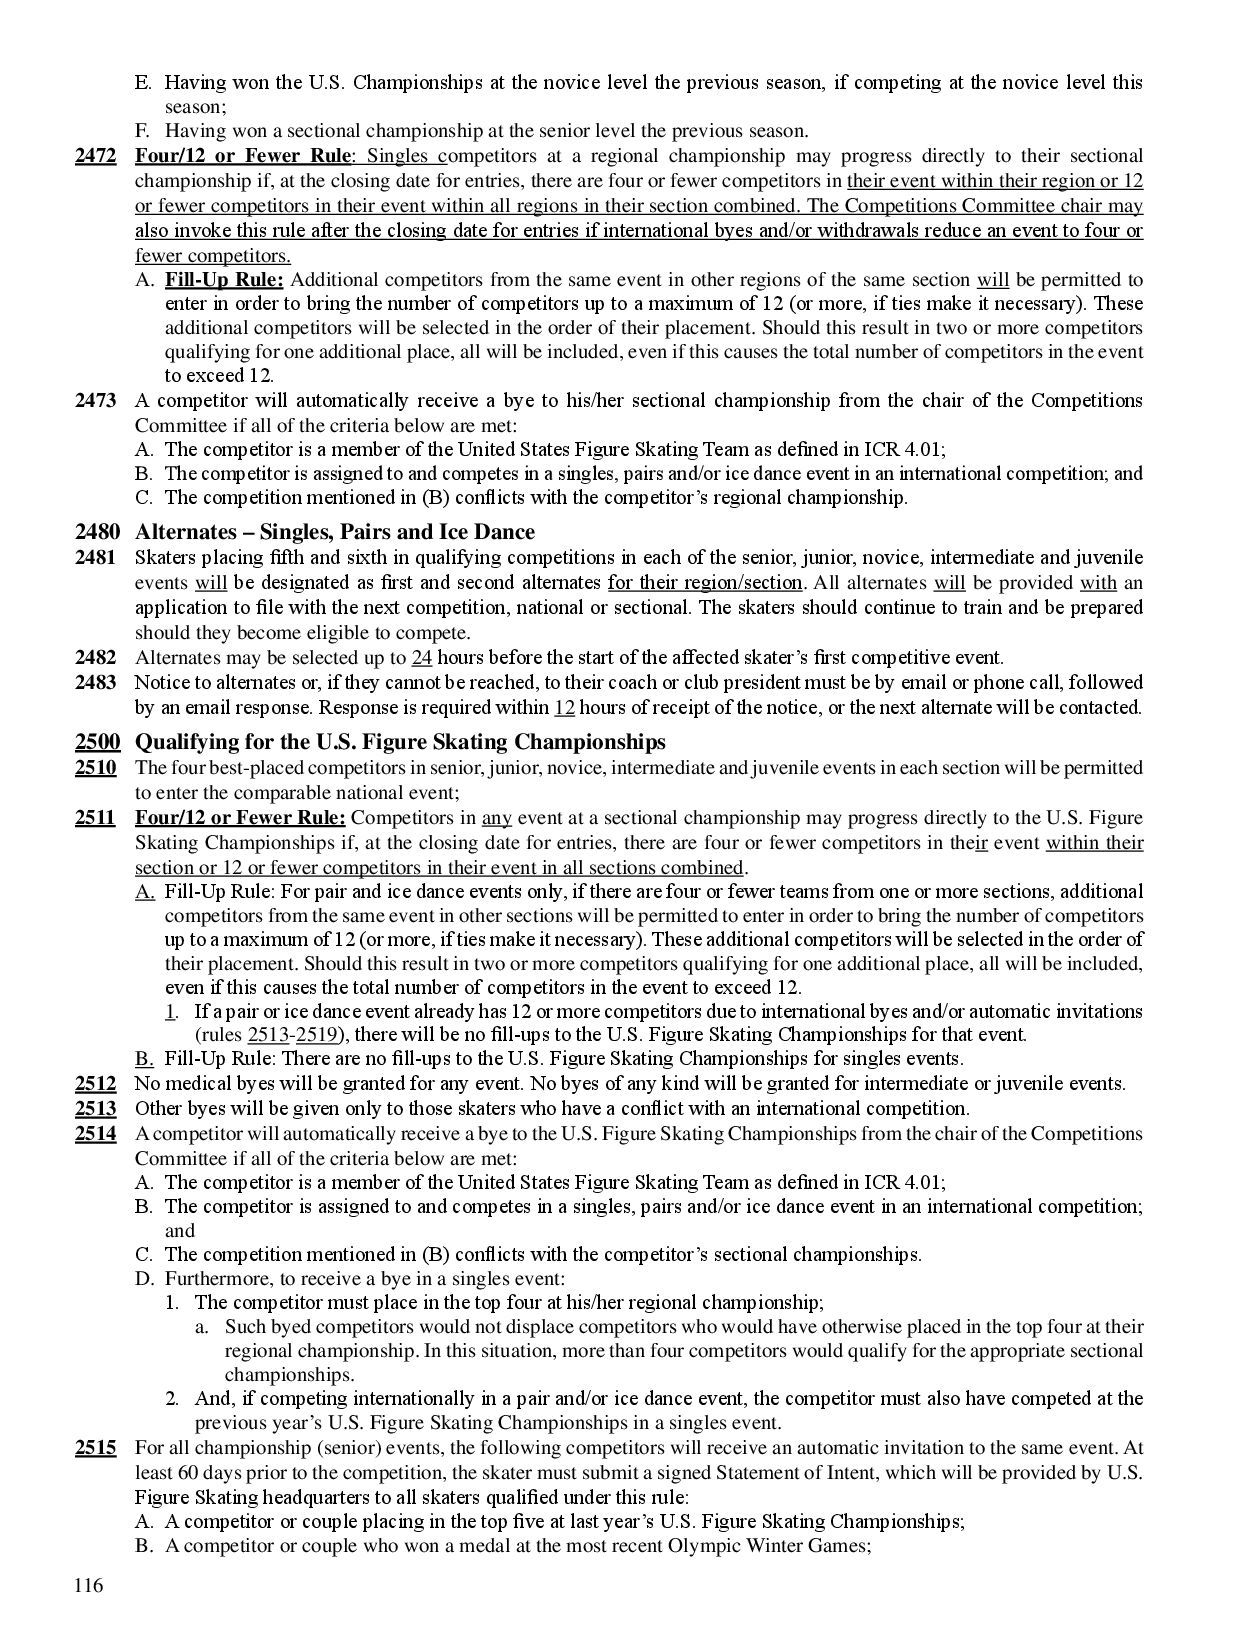 E. Having won the U.S. Championships at the novice level the previous season, if competing at the novice level this
season;
F. Having won a sectional championship at the senior level the previous season.
2472 Four/12 or Fewer Rule: Singles competitors at a regional championship may progress directly to their sectional
championship if, at the closing date for entries, there are four or fewer competitors in their event within their region or 12
or fewer competitors in their event within all regions in their section combined. The Competitions Committee chair may
also invoke this rule after the closing date for entries if international byes and/or withdrawals reduce an event to four or
fewer competitors.
A. Fill-Up Rule: Additional competitors from the same event in other regions of the same section will be permitted to
enter in order to bring the number of competitors up to a maximum of 12 (or more, if ties make it necessary). These
additional competitors will be selected in the order of their placement. Should this result in two or more competitors
qualifying for one additional place, all will be included, even if this causes the total number of competitors in the event
to exceed 12.
2473 A competitor will automatically receive a bye to his/her sectional championship from the chair of the Competitions
Committee if all of the criteria below are met:
A. The competitor is a member of the United States Figure Skating Team as defined in ICR 4.01;
B. The competitor is assigned to and competes in a singles, pairs and/or ice dance event in an international competition; and
C. The competition mentioned in (B) conflicts with the competitor's regional championship.
2480 Alternates – Singles, Pairs and Ice Dance
2481 Skaters placing fifth and sixth in qualifying competitions in each of the senior, junior, novice, intermediate and juvenile
events will be designated as first and second alternates for their region/section. All alternates will be provided with an
application to file with the next competition, national or sectional. The skaters should continue to train and be prepared
should they become eligible to compete.
2482 Alternates may be selected up to 24 hours before the start of the affected skater's first competitive event.
2483 Notice to alternates or, if they cannot be reached, to their coach or club president must be by email or phone call, followed
by an email response. Response is required within 12 hours of receipt of the notice, or the next alternate will be contacted.
2500 Qualifying for the U.S. Figure Skating Championships
2510 The four best-placed competitors in senior, junior, novice, intermediate and juvenile events in each section will be permitted
to enter the comparable national event;
2511 Four/12 or Fewer Rule: Competitors in any event at a sectional championship may progress directly to the U.S. Figure
Skating Championships if, at the closing date for entries, there are four or fewer competitors in their event within their
section or 12 or fewer competitors in their event in all sections combined.
A. Fill-Up Rule: For pair and ice dance events only, if there are four or fewer teams from one or more sections, additional
competitors from the same event in other sections will be permitted to enter in order to bring the number of competitors
up to a maximum of 12 (or more, if ties make it necessary). These additional competitors will be selected in the order of
their placement. Should this result in two or more competitors qualifying for one additional place, all will be included,
even if this causes the total number of competitors in the event to exceed 12.
1. If a pair or ice dance event already has 12 or more competitors due to international byes and/or automatic invitations
(rules 2513-2519), there will be no fill-ups to the U.S. Figure Skating Championships for that event.
B. Fill-Up Rule: There are no fill-ups to the U.S. Figure Skating Championships for singles events.
2512 No medical byes will be granted for any event. No byes of any kind will be granted for intermediate or juvenile events.
2513 Other byes will be given only to those skaters who have a conflict with an international competition.
2514 A competitor will automatically receive a bye to the U.S. Figure Skating Championships from the chair of the Competitions
Committee if all of the criteria below are met:
A. The competitor is a member of the United States Figure Skating Team as defined in ICR 4.01;
B. The competitor is assigned to and competes in a singles, pairs and/or ice dance event in an international competition;
and
C. The competition mentioned in (B) conflicts with the competitor's sectional championships.
D. Furthermore, to receive a bye in a singles event:
1. The competitor must place in the top four at his/her regional championship;
a. Such byed competitors would not displace competitors who would have otherwise placed in the top four at their
regional championship. In this situation, more than four competitors would qualify for the appropriate sectional
championships.
2. And, if competing internationally in a pair and/or ice dance event, the competitor must also have competed at the
previous year's U.S. Figure Skating Championships in a singles event.
2515 For all championship (senior) events, the following competitors will receive an automatic invitation to the same event. At
least 60 days prior to the competition, the skater must submit a signed Statement of Intent, which will be provided by U.S.
Figure Skating headquarters to all skaters qualified under this rule:
A. A competitor or couple placing in the top five at last year's U.S. Figure Skating Championships;
B. A competitor or couple who won a medal at the most recent Olympic Winter Games;
116